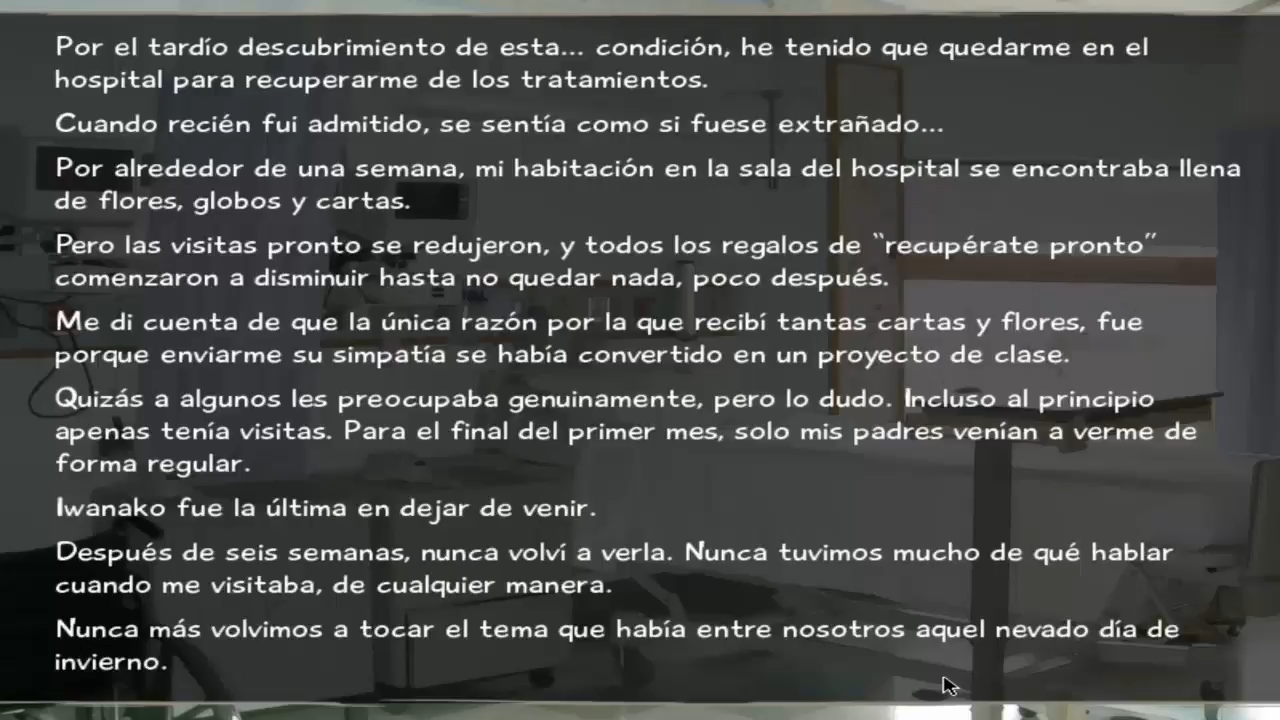 Por el tardío descubrimiento de esta... condición, he tenido que quedarme en el
hospital para recuperarme de los tratamientos.
Cuando recién fui admitido, se sentía como si fuese extrañado...
Por alrededor de una semana, mi habitación en la sala del hospital se encontraba llena
de flores, globos y cartas.
Pero las visitas pronto se redujeron, y todos los regalos de “recupérate pronto”
comenzaron a disminuir hasta no quedar nada, poco después.
Me di cuenta de que la única razón por la que recibí tantas cartas y flores, fue
porque enviarme su simpatía se había convertido en un proyecto de clase.
Quizás a algunos les preocupaba genuinamente, pero lo dudo. Incluso al principio
apenas tenía visitas. Para el final del primer mes, solo mis padres venían a verme de
forma regular.
Iwanako fue la última en dejar de venir.
Después de seis semanas, nunca volví a verla. Nunca tuvimos mucho de qué hablar
cuando me visitaba, de cualquier manera.
Nunca más volvimos a tocar el tema que había entre nosotros aquel nevado día de
invierno.